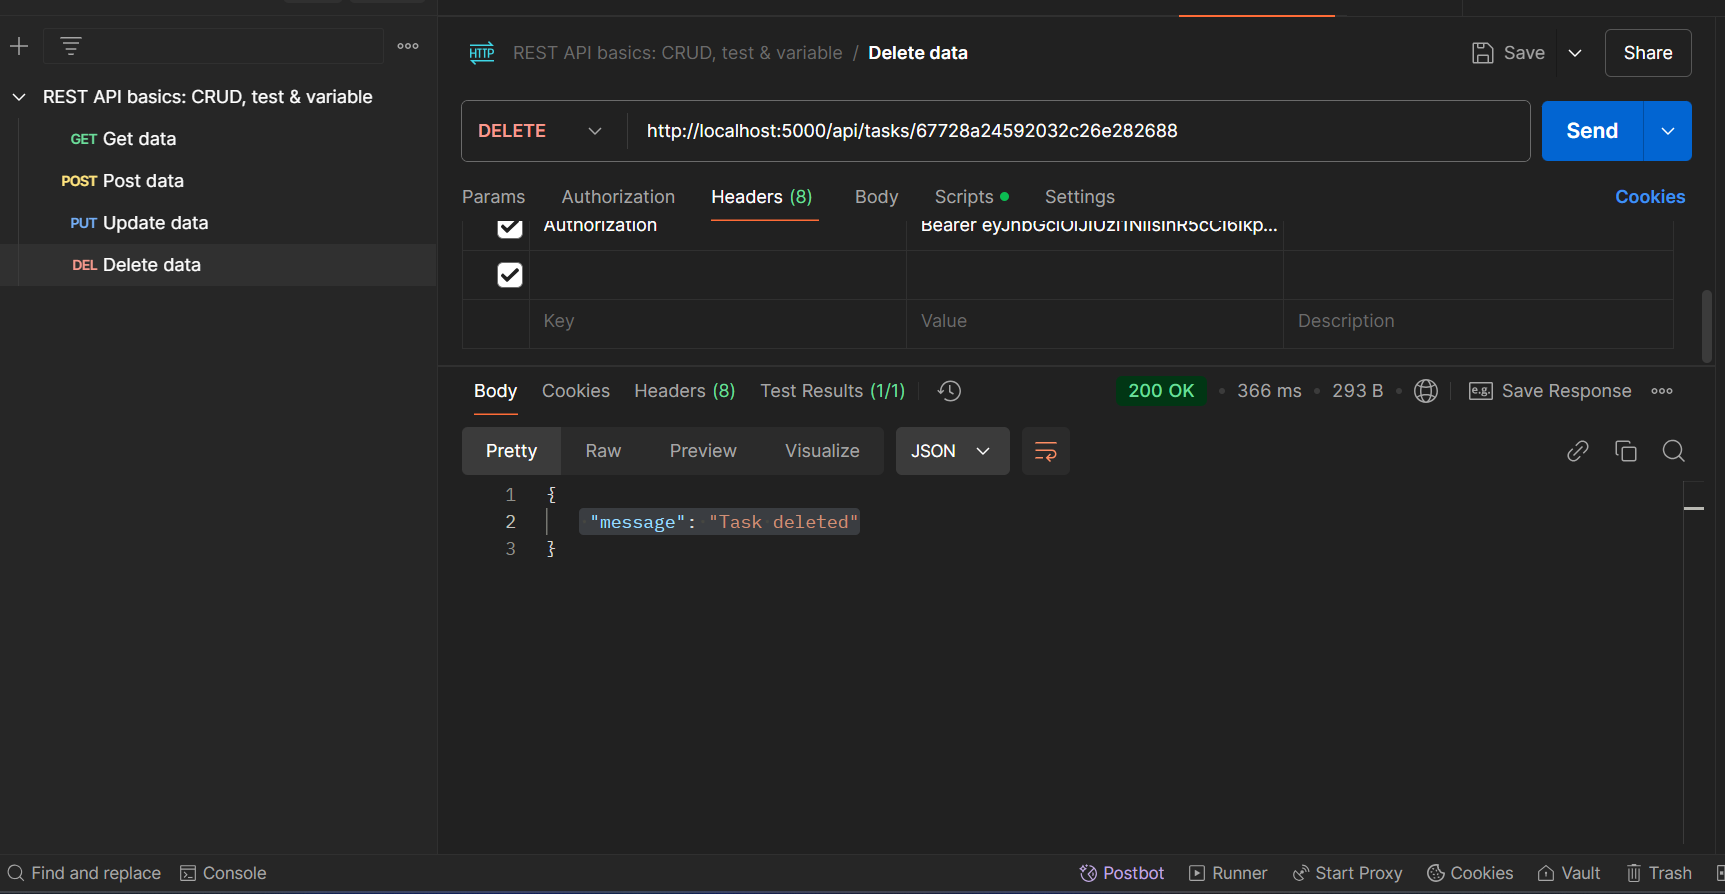 HTTP REST API basics: CRUD, test & variable / Delete data
Save
Share
REST API basics: CRUD, test & variable
GET Get data
POST Post data
PUT Update data
DEL Delete data
DELETE
http://localhost:5000/api/tasks/67728a24592032c26e282688
Send
Params Authorization Headers (8) Body Scripts Settings Cookies
Authorization
Bearer
Key Value Description
Body Cookies Headers (8) Test Results (1/1)
200 OK • 366 ms • 293 B
e.g. Save Response
Pretty Raw Preview Visualize JSON
1 {
2 "message": "Task deleted"
3 }
Find and replace Console
Postbot Runner Start Proxy Cookies Vault Trash